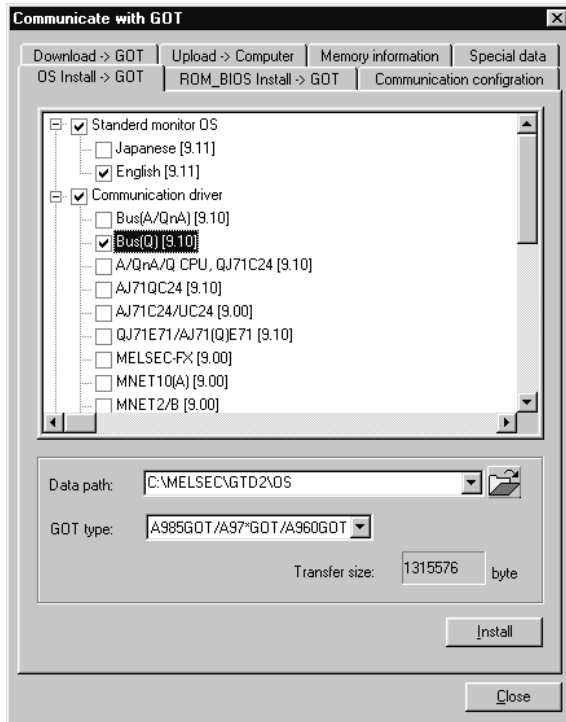 Communicate with GOT
Download -> GOT Upload -> Computer Memory information Special data
OS Install -> GOT ROM_BIOS Install -> GOT Communication configration
Standerd monitor OS
Japanese [9.11]
English [9.11]
Communication driver
Bus(A/QnA) [9.10]
Bus(Q) [9.10]
A/QnA/Q CPU, QJ71C24 [9.10]
AJ71QC24 [9.10]
AJ71C24/UC24 [9.00]
QJ71E71/AJ71(Q)E71 [9.10]
MELSEC-FX [9.00]
MNET10(A) [9.00]
MNET2/B [9.00]
Data path: C:\MELSEC\GTD2\OS
GOT type: A985GOT/A97*GOT/A960GOT
Transfer size: 1315576 byte
Install
Close